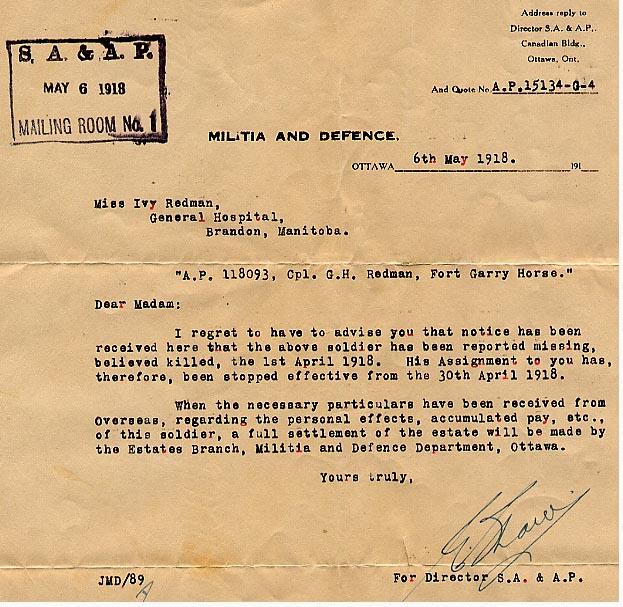 Address reply to
Director S.A. & A.P.,
Canadian Bldg.,
Ottawa, Ont.
And Quote No. A.P.15134-G-4
S. A. & A. P.
MAY 6 1918
MAILING ROOM No. 1
MILITIA AND DEFENCE.
OTTAWA 6th May 1918. 191
Miss Ivy Redman,
General Hospital,
Brandon, Manitoba.
"A.P. 118093, Cpl. G.H. Redman, Fort Garry Horse."
Dear Madam:
I regret to have to advise you that notice has been
received here that the above soldier has been reported missing,
believed killed, the 1st April 1918. His Assignment to you has,
therefore, been stopped effective from the 30th April 1918.
When the necessary particulars have been received from
Overseas, regarding the personal effects, accumulated pay, etc.,
of this soldier, a full settlement of the estate will be made by
the Estates Branch, Militia and Defence Department, Ottawa.
Yours truly,
JMD/89
For Director S.A. & A.P.